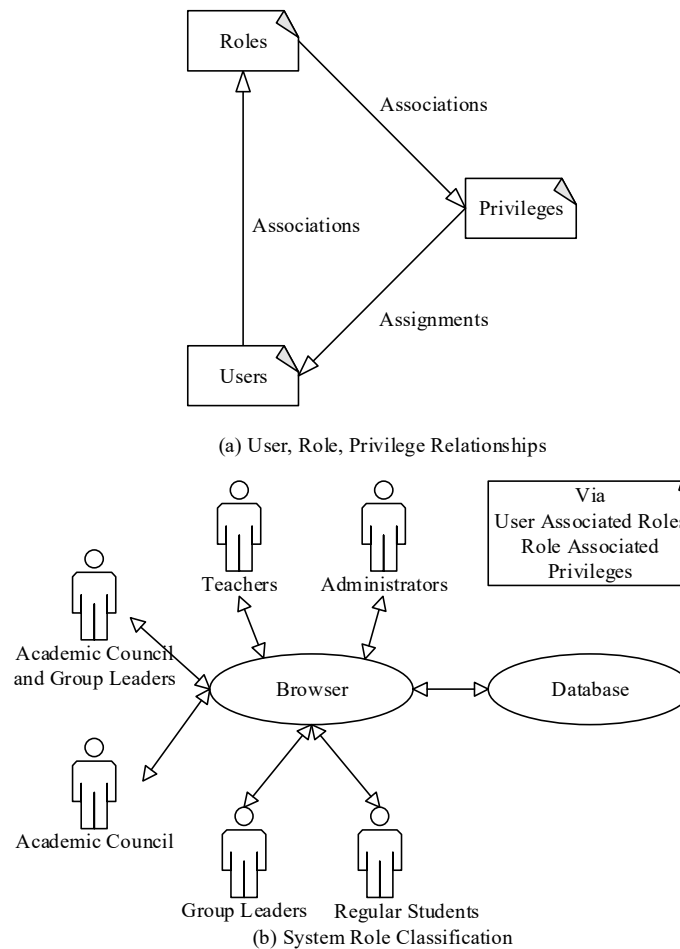 Roles
Associations
Privileges
Associations
Assignments
Users
(a) User, Role, Privilege Relationships
Via
User Associated Roles
Role Associated
Privileges
Teachers
Administrators
Academic Council
and Group Leaders
Browser
Database
Academic Council
Group Leaders
Regular Students
(b) System Role Classification